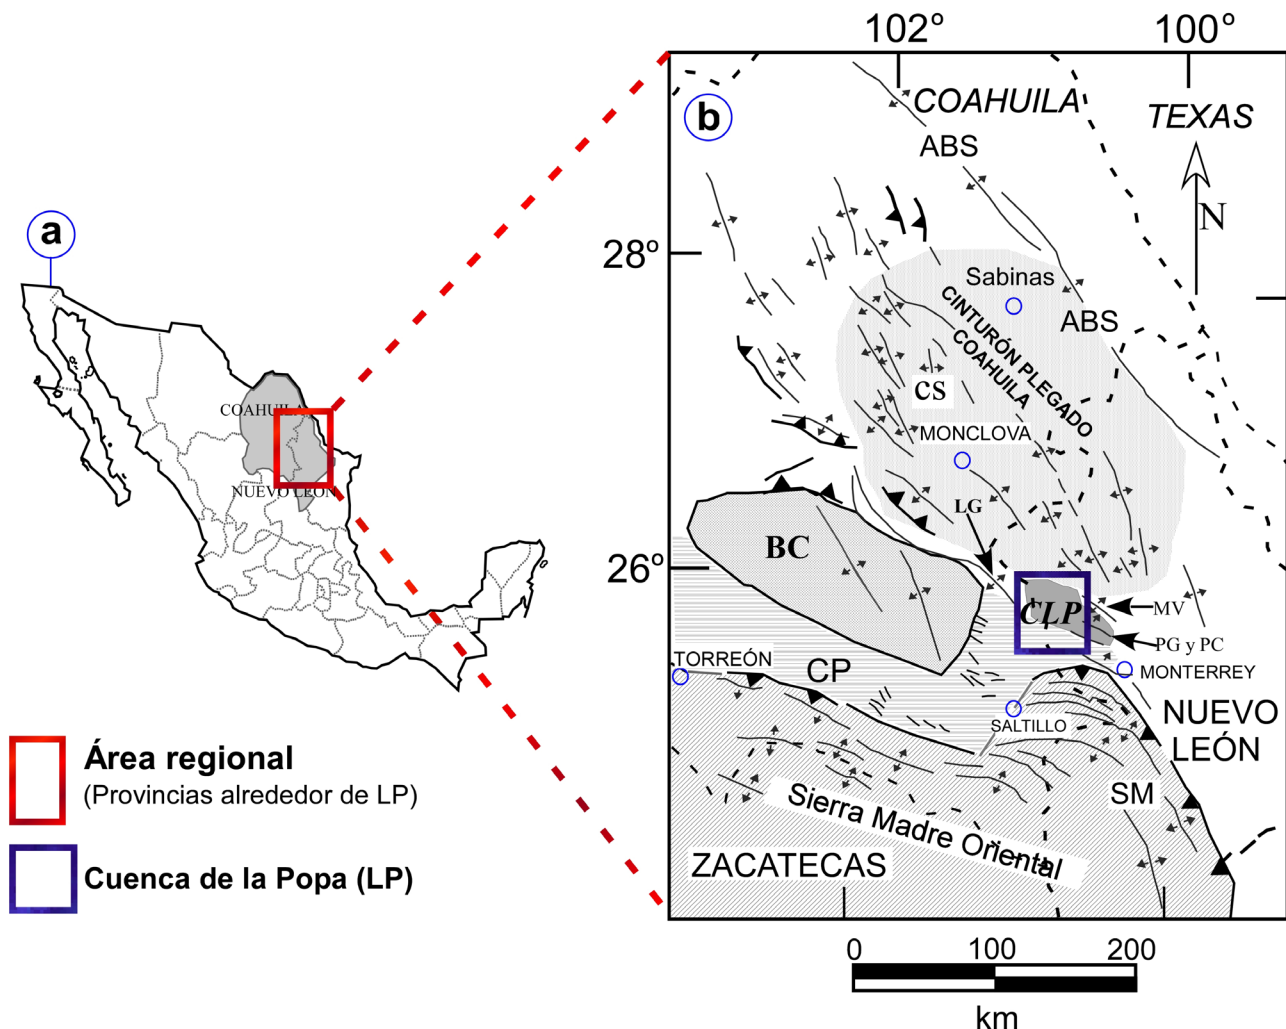 a
COAHUILA
NUEVO LEÓN
Área regional
(Provincias alrededor de LP)
Cuenca de la Popa (LP)
102º
100º
b
COAHUILA
TEXAS
ABS
N
28º
Sabinas
ABS
CINTURÓN PLEGADO
COAHUILA
CS
MONCLOVA
LG
BC
26º
CLP
MV
PG y PC
TORREÓN
CP
MONTERREY
SALTILLO
NUEVO
LEÓN
SM
Sierra Madre Oriental
ZACATECAS
0 100 200
km